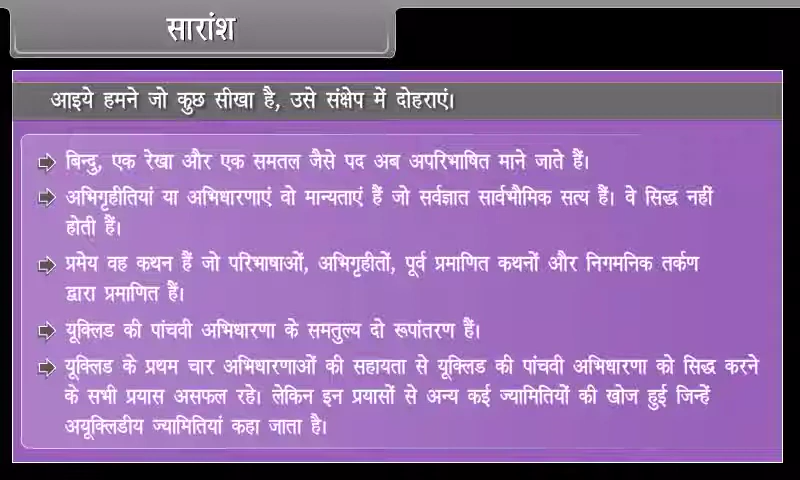 सारांश
आइये हमने जो कुछ सीखा है, उसे संक्षेप में दोहराएं।
बिन्दु, एक रेखा और एक समतल जैसे पद अब अपरिभाषित माने जाते हैं।
अभिगृहीतियां या अभिधारणाएं वो मान्यताएं हैं जो सर्वज्ञात सार्वभौमिक सत्य हैं। वे सिद्ध नहीं
होती हैं।
प्रमेय वह कथन हैं जो परिभाषाओं, अभिगृहीतों, पूर्व प्रमाणित कथनों और निगमनिक तर्कण
द्वारा प्रमाणित हैं।
यूक्लिड की पांचवी अभिधारणा के समतुल्य दो रूपांतरण हैं।
यूक्लिड के प्रथम चार अभिधारणाओं की सहायता से यूक्लिड की पांचवी अभिधारणा को सिद्ध करने
के सभी प्रयास असफल रहे। लेकिन इन प्रयासों से अन्य कई ज्यामितियों की खोज हुई जिन्हें
अयूक्लिडीय ज्यामितियां कहा जाता है।